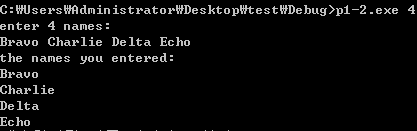 C:₩Users₩Administrator₩Desktop₩test₩Debug>p1-2.exe 4
enter 4 names:
Bravo Charlie Delta Echo
the names you entered:
Bravo
Charlie
Delta
Echo